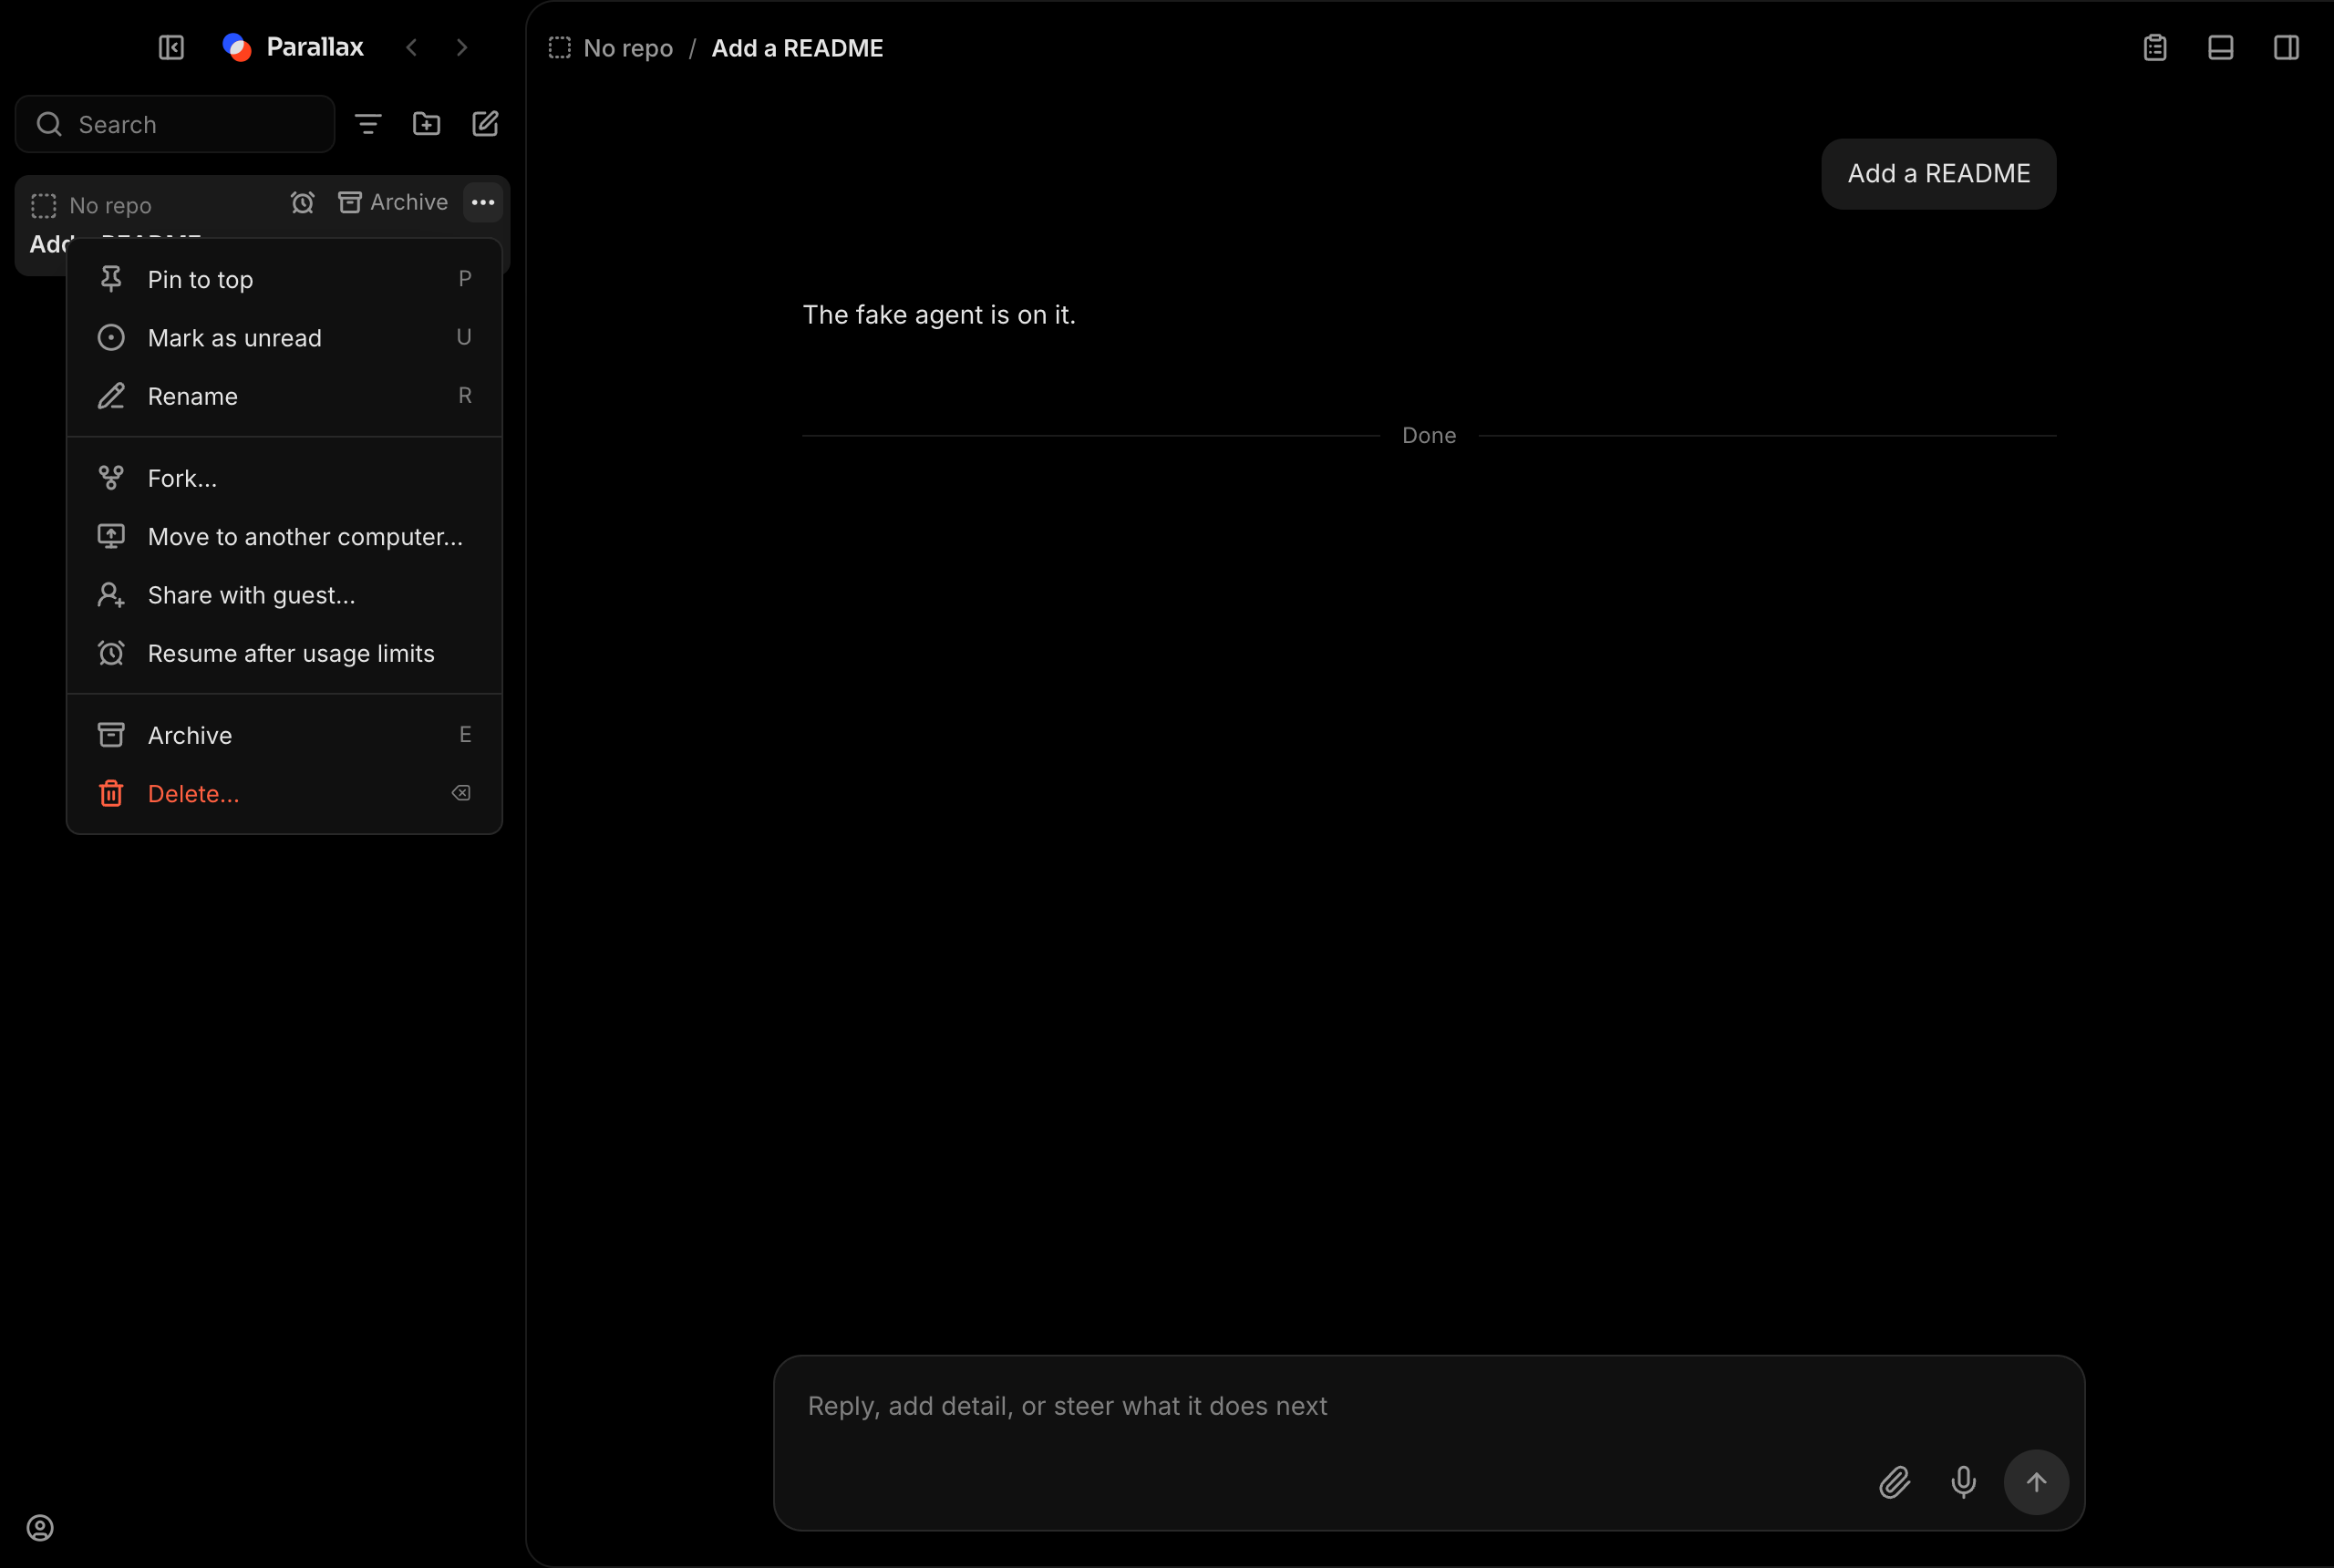 Parallax
No repo / Add a README
Search
No repo
Archive
Add a README
Pin to top P
Mark as unread U
Rename R
Fork...
Move to another computer...
Share with guest...
Resume after usage limits
Archive E
Delete...
Add a README
The fake agent is on it.
Done
Reply, add detail, or steer what it does next